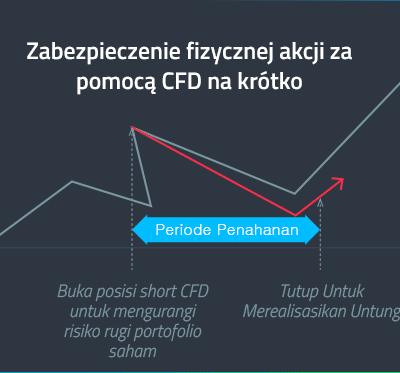 Zabezpieczenie fizycznej akcji za
pomocą CFD na krótko
Periode Penahanan
Buka posisi short CFD
untuk mengurangi
risiko rugi portofolio
saham
Tutup Untuk
Merealisasikan Untung